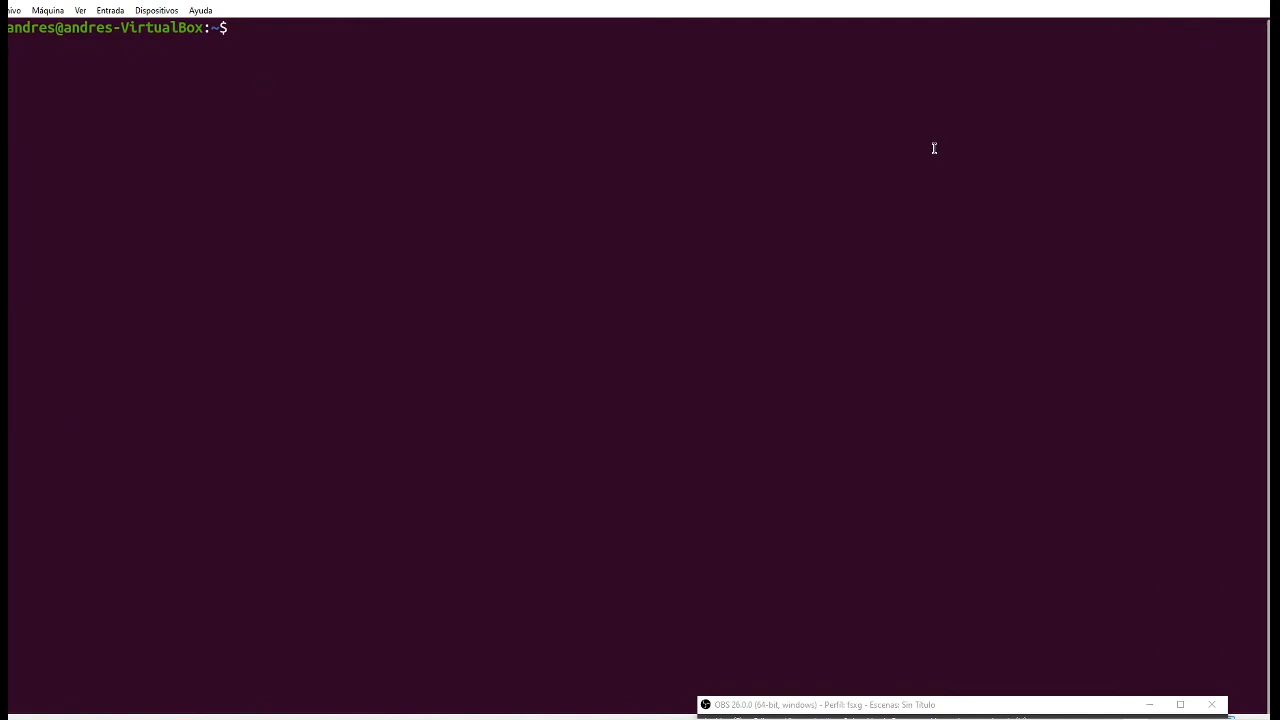 hivo Máquina Ver Entrada Dispositivos Ayuda
andres@andres-VirtualBox:~$
OBS 26.0.0 (64-bit, windows) - Perfil: fsxg - Escenas: Sin Título